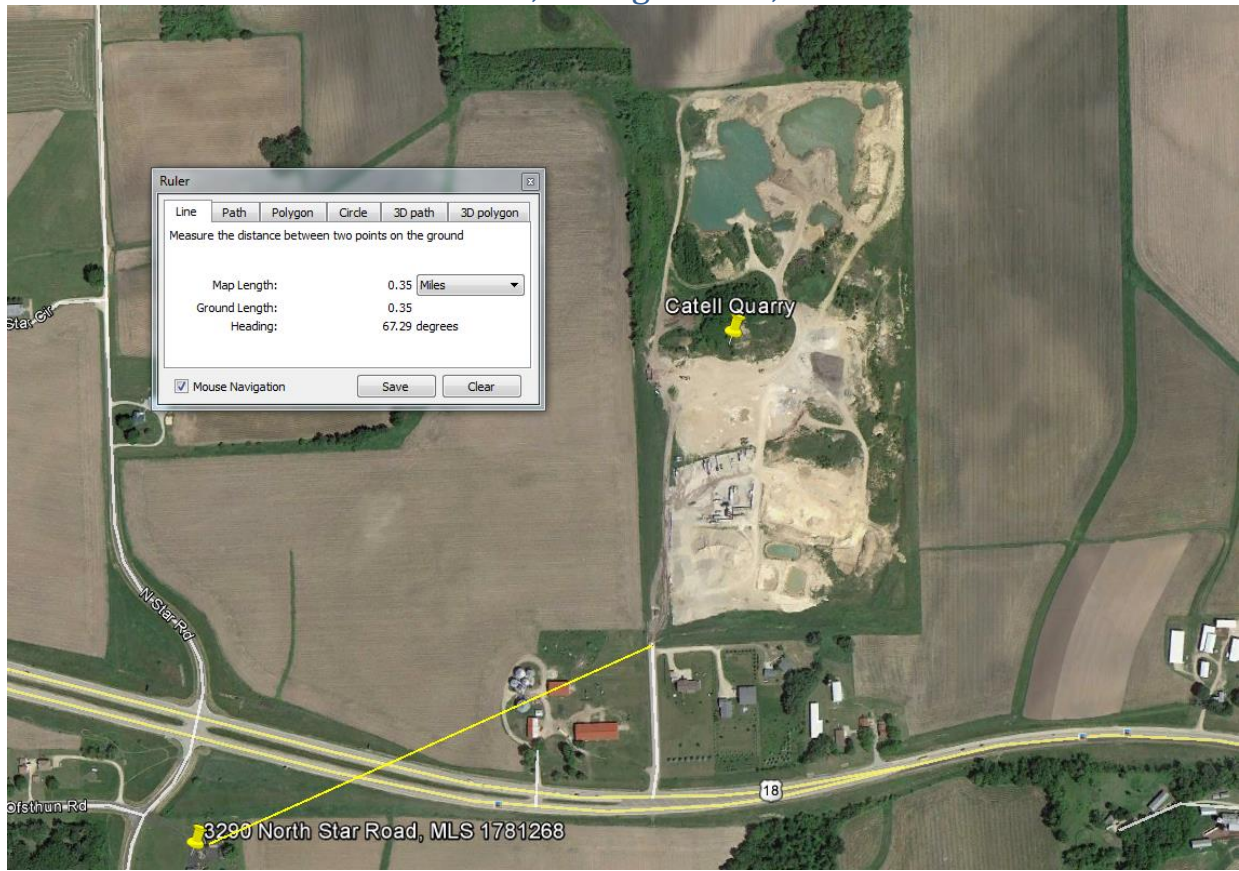 Ruler
Line Path Polygon Circle 3D path 3D polygon
Measure the distance between two points on the ground
Map Length: 0.35 Miles
Ground Length: 0.35
Heading: 67.29 degrees
Mouse Navigation Save Clear
Catell Quarry
Star Cir
N Star Rd
18
Ofsthun Rd
3290 North Star Road, MLS 1781268